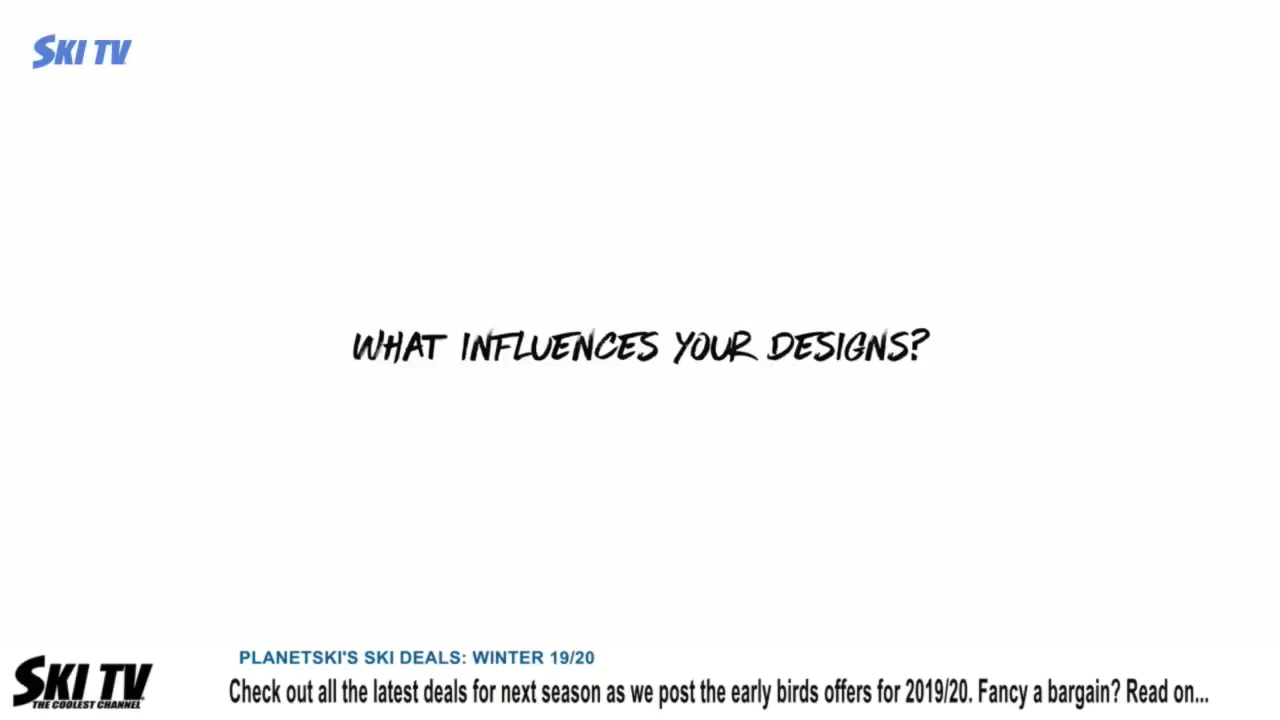 SKI TV
WHAT INFLUENCES YOUR DESIGNS?
PLANETSKI'S SKI DEALS: WINTER 19/20
Check out all the latest deals for next season as we post the early birds offers for 2019/20. Fancy a bargain? Read on...
SKI TV
THE COOLEST CHANNEL